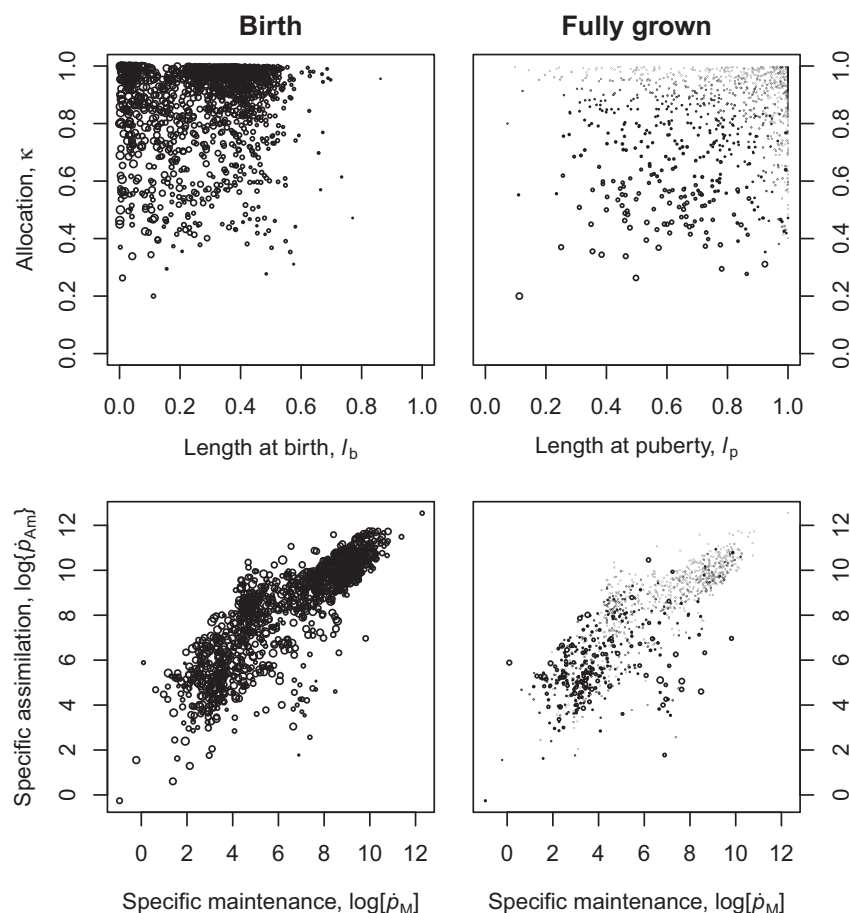 Birth
Fully grown
Allocation, κ
0.0 0.2 0.4 0.6 0.8 1.0
0.0 0.2 0.4 0.6 0.8 1.0
0.0 0.2 0.4 0.6 0.8 1.0
0.0 0.2 0.4 0.6 0.8 1.0
Length at birth, l_b
Length at puberty, l_p
Specific assimilation, log{ṗ_Am}
0 2 4 6 8 10 12
0 2 4 6 8 10 12
0 2 4 6 8 10 12
0 2 4 6 8 10 12
Specific maintenance, log[ṗ_M]
Specific maintenance, log[ṗ_M]